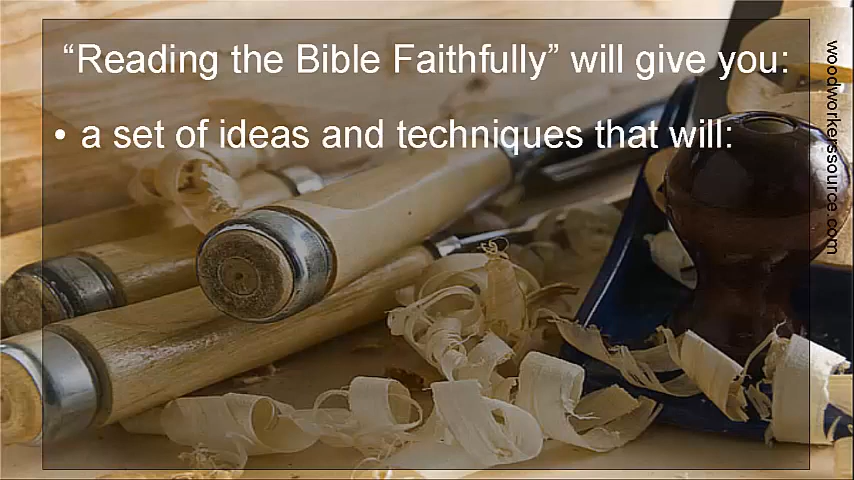 “Reading the Bible Faithfully” will give you:
• a set of ideas and techniques that will:
woodworkerssource.com